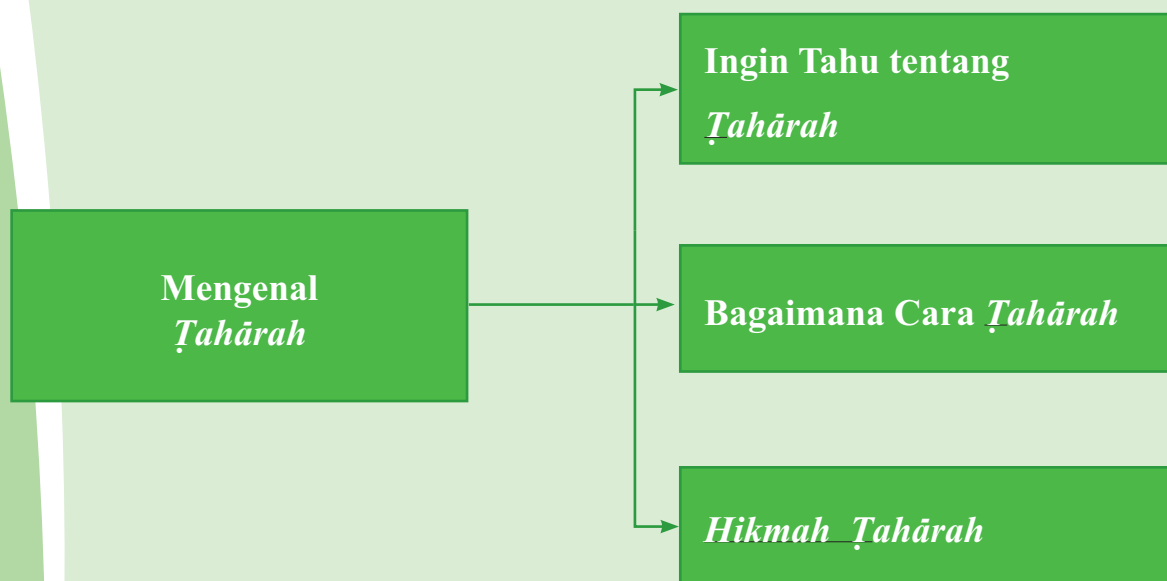 Mengenal
Ṭahārah
Ingin Tahu tentang
Ṭahārah
Bagaimana Cara Ṭahārah
Hikmah Ṭahārah